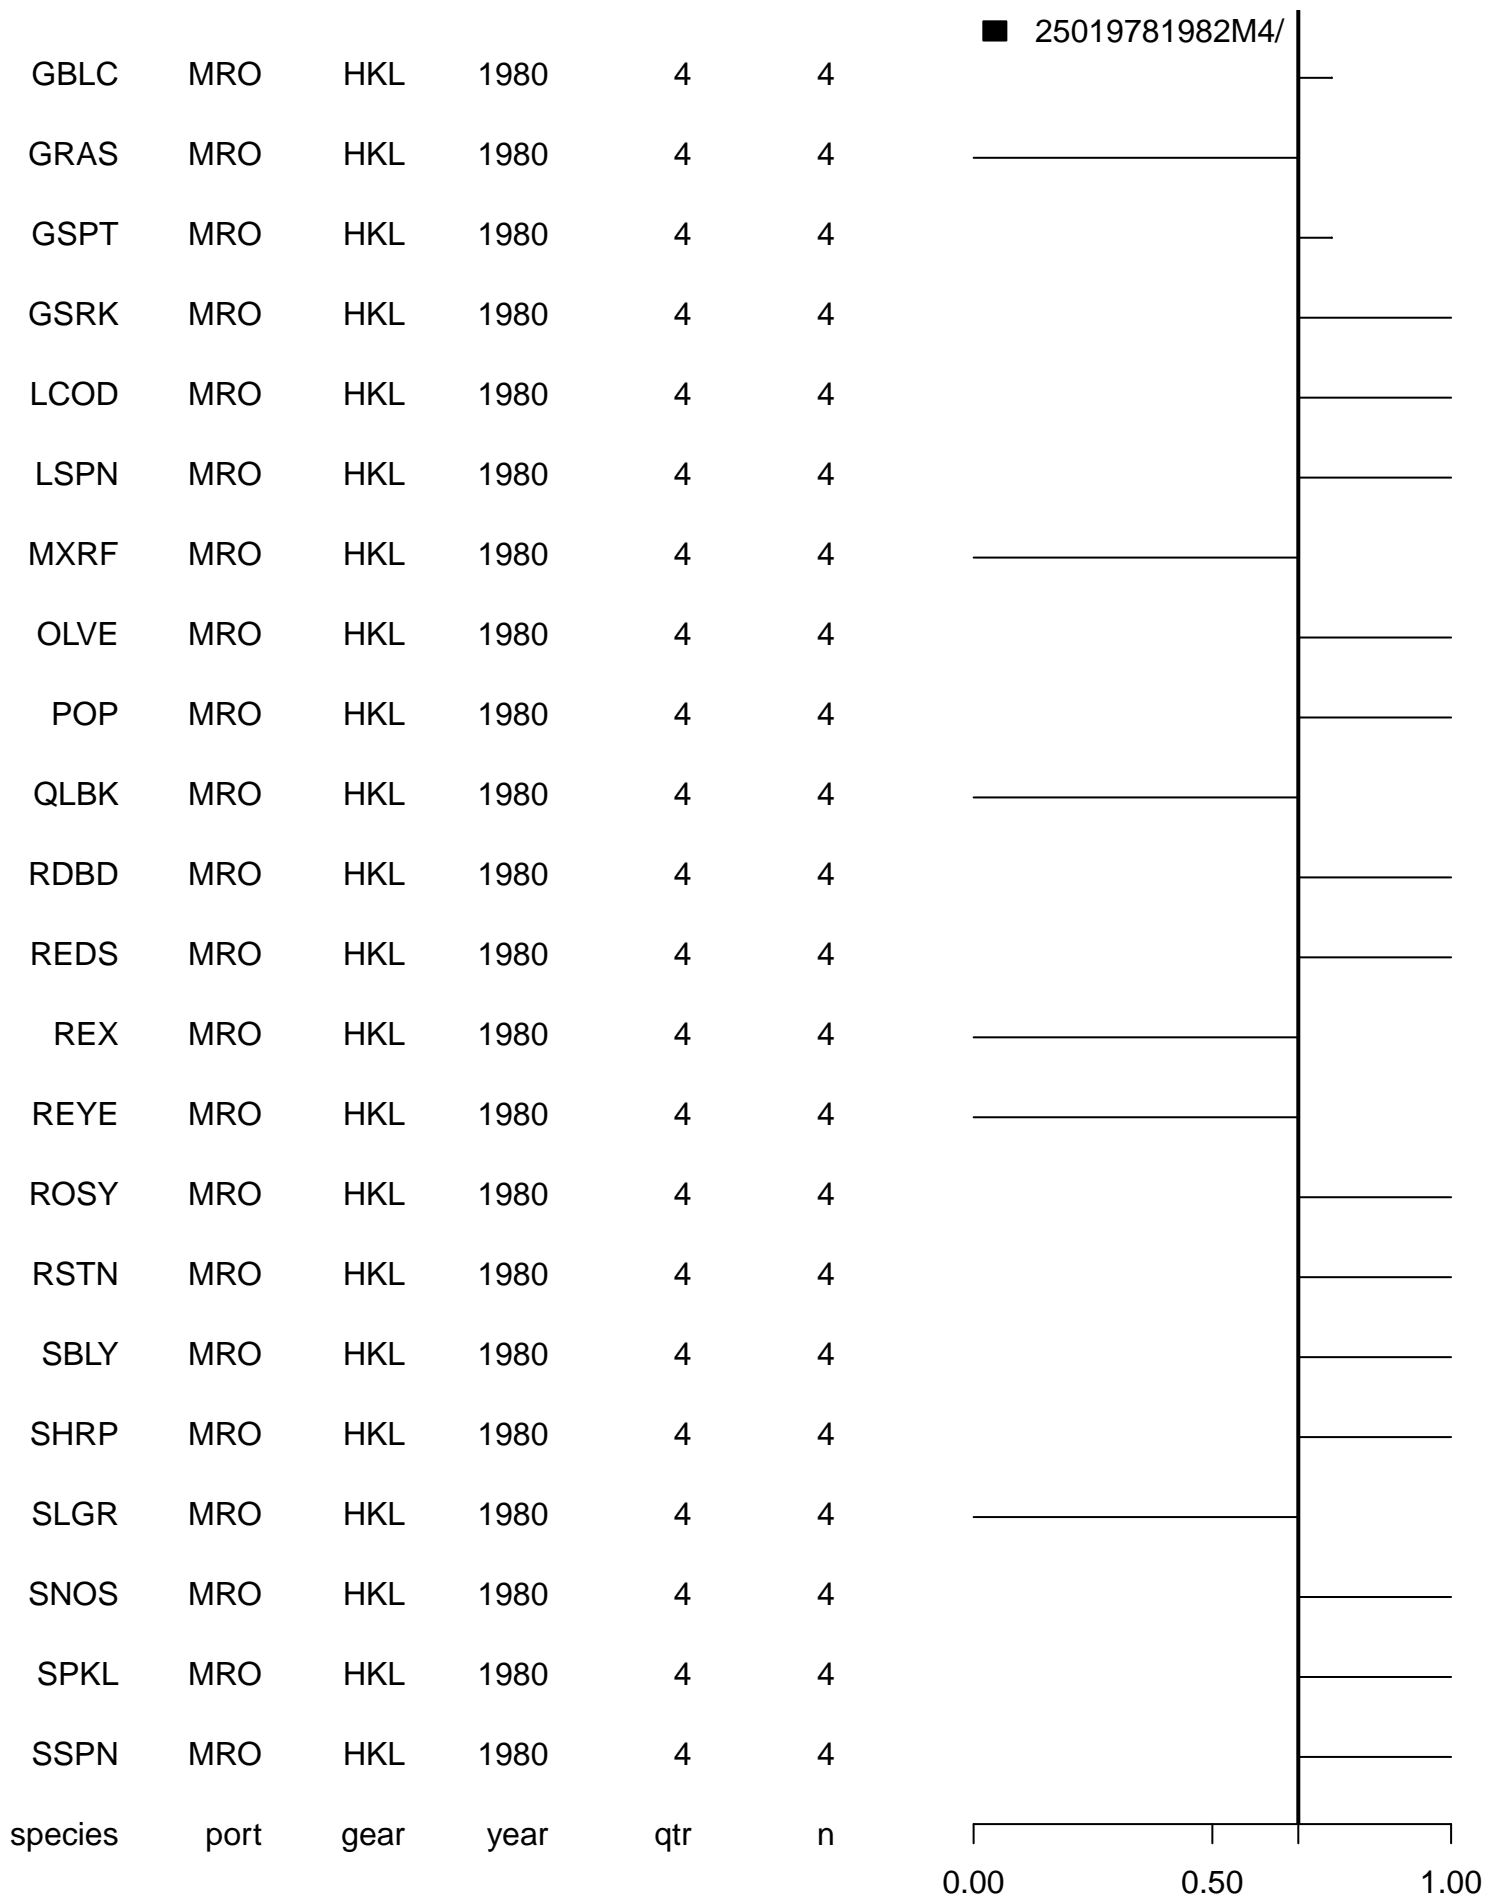 25019781982M4/
GBLC MRO HKL 1980 4 4
GRAS MRO HKL 1980 4 4
GSPT MRO HKL 1980 4 4
GSRK MRO HKL 1980 4 4
LCOD MRO HKL 1980 4 4
LSPN MRO HKL 1980 4 4
MXRF MRO HKL 1980 4 4
OLVE MRO HKL 1980 4 4
POP MRO HKL 1980 4 4
QLBK MRO HKL 1980 4 4
RDBD MRO HKL 1980 4 4
REDS MRO HKL 1980 4 4
REX MRO HKL 1980 4 4
REYE MRO HKL 1980 4 4
ROSY MRO HKL 1980 4 4
RSTN MRO HKL 1980 4 4
SBLY MRO HKL 1980 4 4
SHRP MRO HKL 1980 4 4
SLGR MRO HKL 1980 4 4
SNOS MRO HKL 1980 4 4
SPKL MRO HKL 1980 4 4
SSPN MRO HKL 1980 4 4
species port gear year qtr n
0.00 0.50 1.00